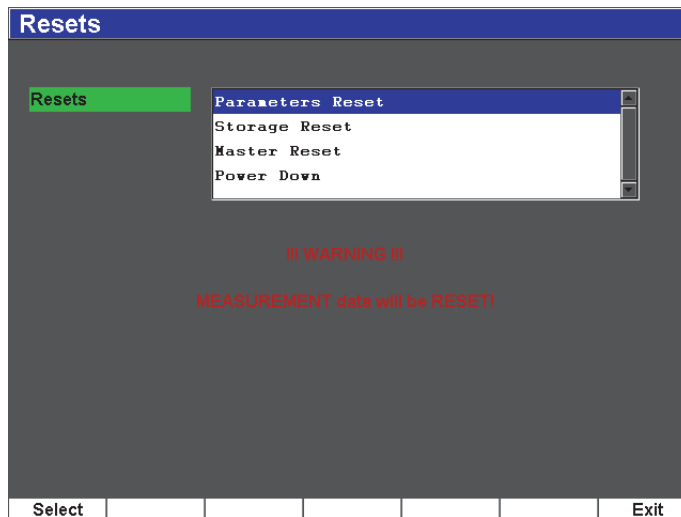 Resets
Resets
Parameters Reset
Storage Reset
Master Reset
Power Down
!!! WARNING !!!
MEASUREMENT data will be RESET!
Select
Exit